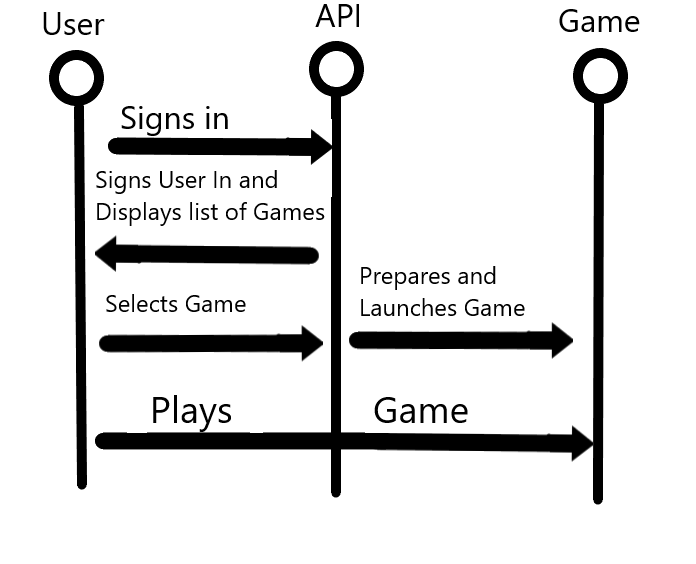 User
API
Game
Signs in
Signs User In and
Displays list of Games
Prepares and
Launches Game
Selects Game
Plays Game